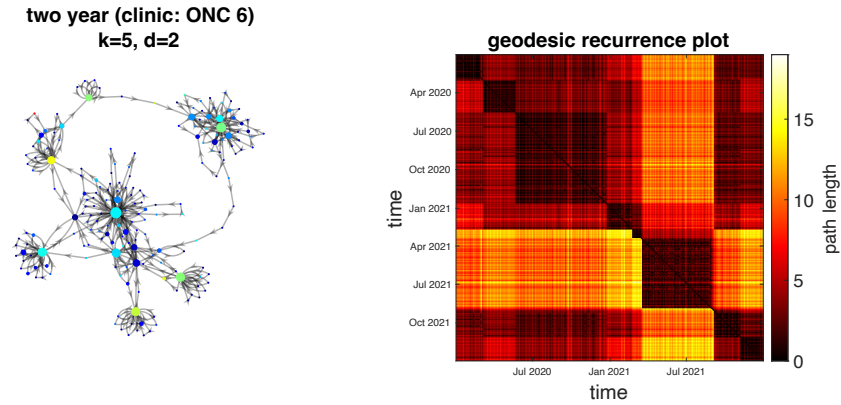 two year (clinic: ONC 6)
k=5, d=2
geodesic recurrence plot
Apr 2020
Jul 2020
Oct 2020
Jan 2021
Apr 2021
Jul 2021
Oct 2021
time
Jul 2020
Jan 2021
Jul 2021
time
15
10
5
0
path length